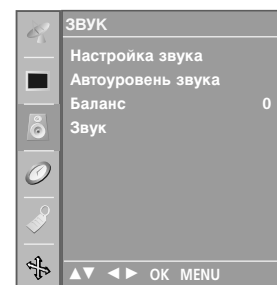 ЗВУК
Настройка звука
Автоуровень звука
Баланс 0
Звук
▲▼ ◄► OK MENU